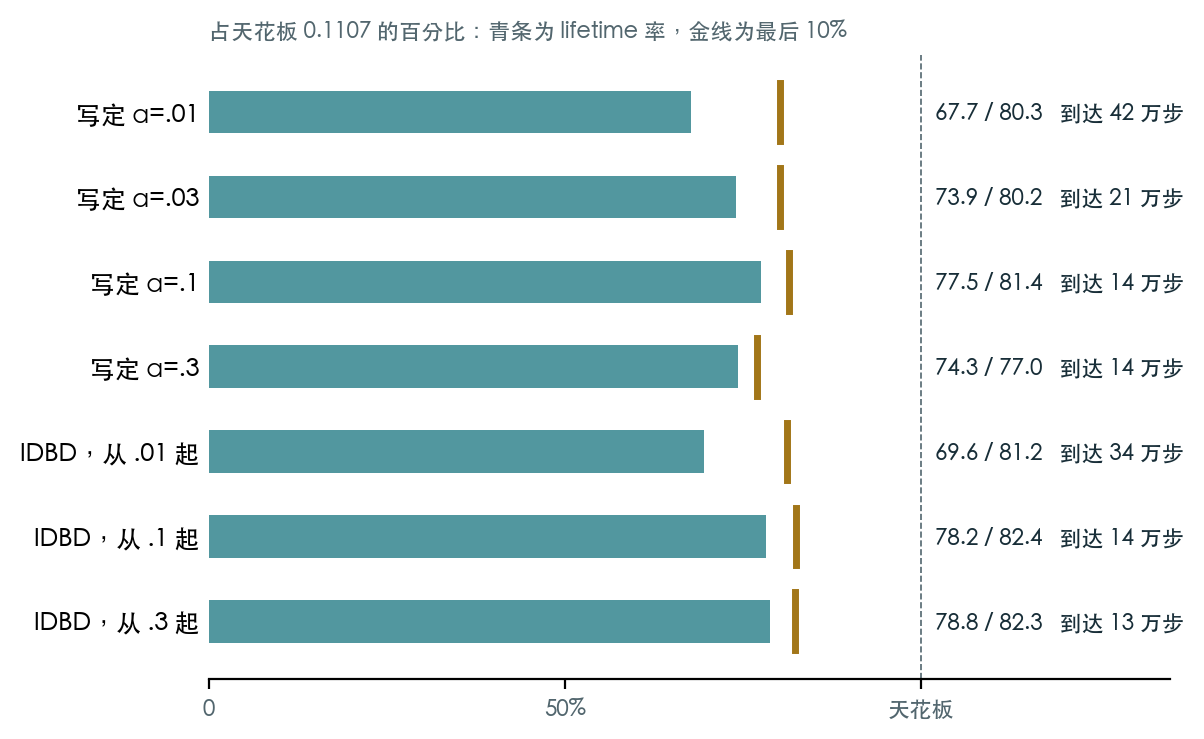 占天花板 0.1107 的百分比：青条为 lifetime 率，金线为最后 10%
写定 α=.01 67.7 / 80.3 到达 42 万步
写定 α=.03 73.9 / 80.2 到达 21 万步
写定 α=.1 77.5 / 81.4 到达 14 万步
写定 α=.3 74.3 / 77.0 到达 14 万步
IDBD，从 .01 起 69.6 / 81.2 到达 34 万步
IDBD，从 .1 起 78.2 / 82.4 到达 14 万步
IDBD，从 .3 起 78.8 / 82.3 到达 13 万步
0 50% 天花板